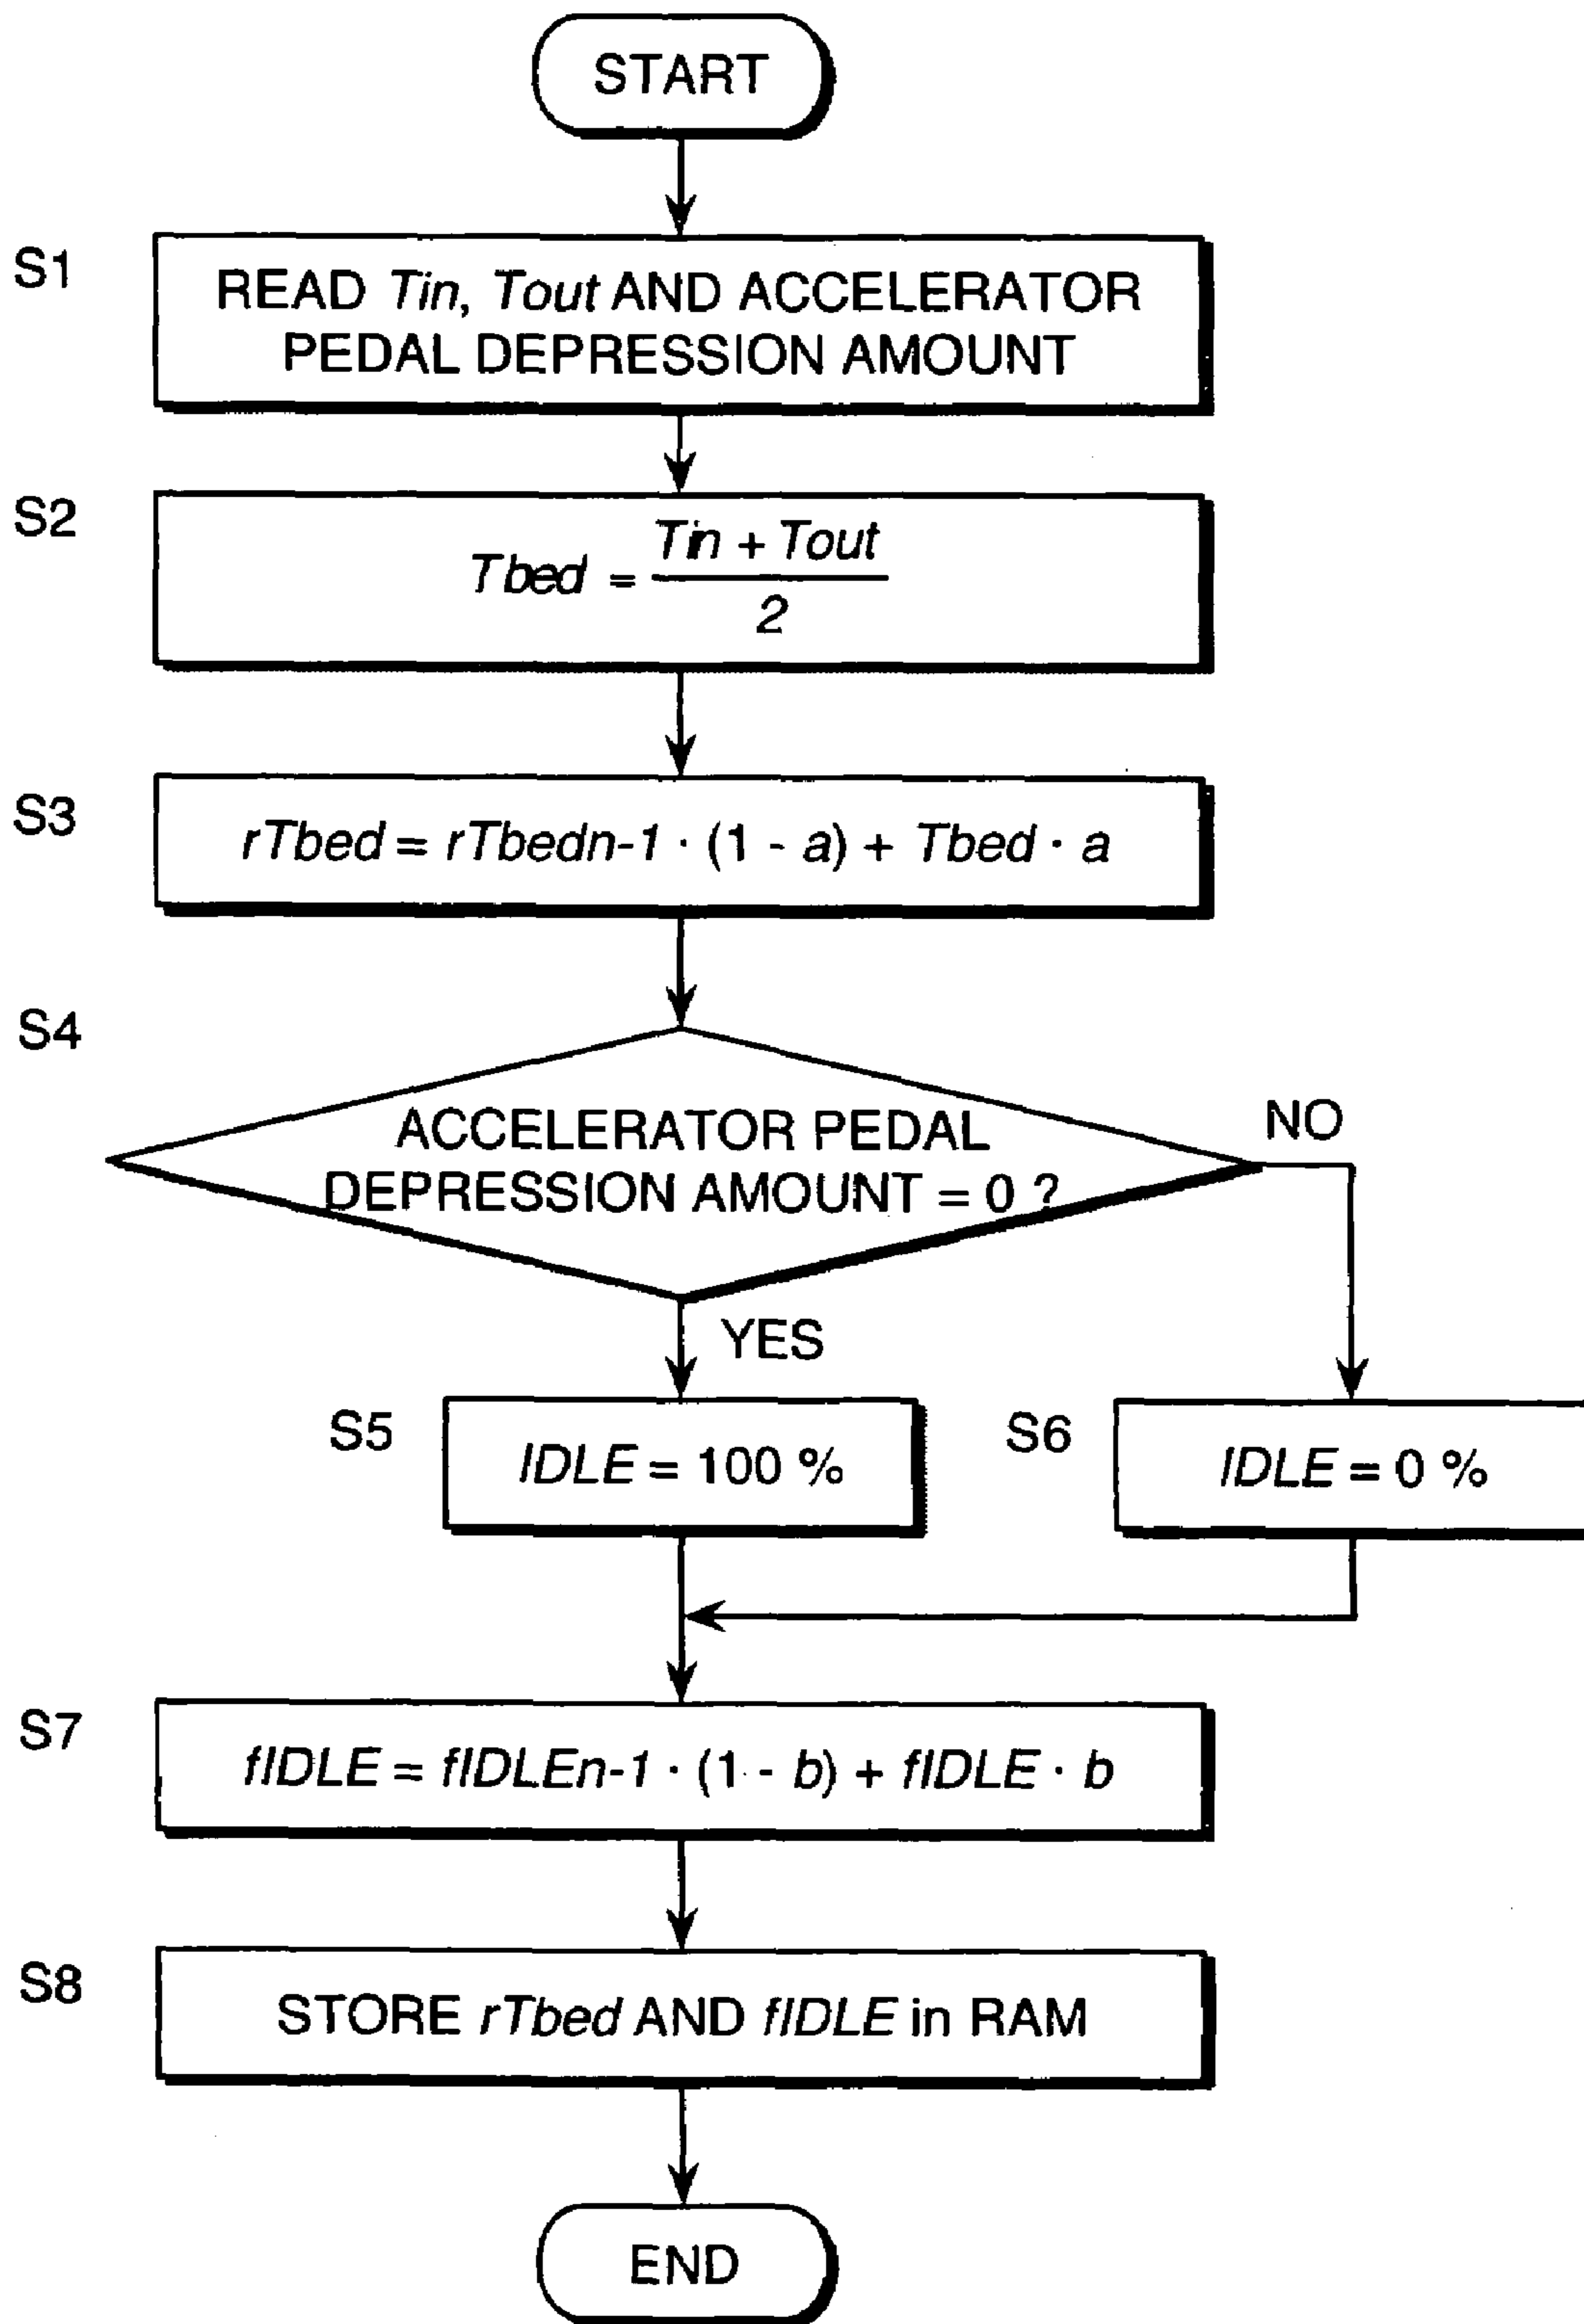 START
S1
READ Tin, Tout AND ACCELERATOR
PEDAL DEPRESSION AMOUNT
S2
Tbed = Tin + Tout
2
S3
rTbed = rTbedn-1 · (1 - a) + Tbed · a
S4
ACCELERATOR PEDAL
DEPRESSION AMOUNT = 0 ?
NO
YES
S5
IDLE = 100 %
S6
IDLE = 0 %
S7
fIDLE = fIDLEn-1 · (1 - b) + fIDLE · b
S8
STORE rTbed AND fIDLE in RAM
END